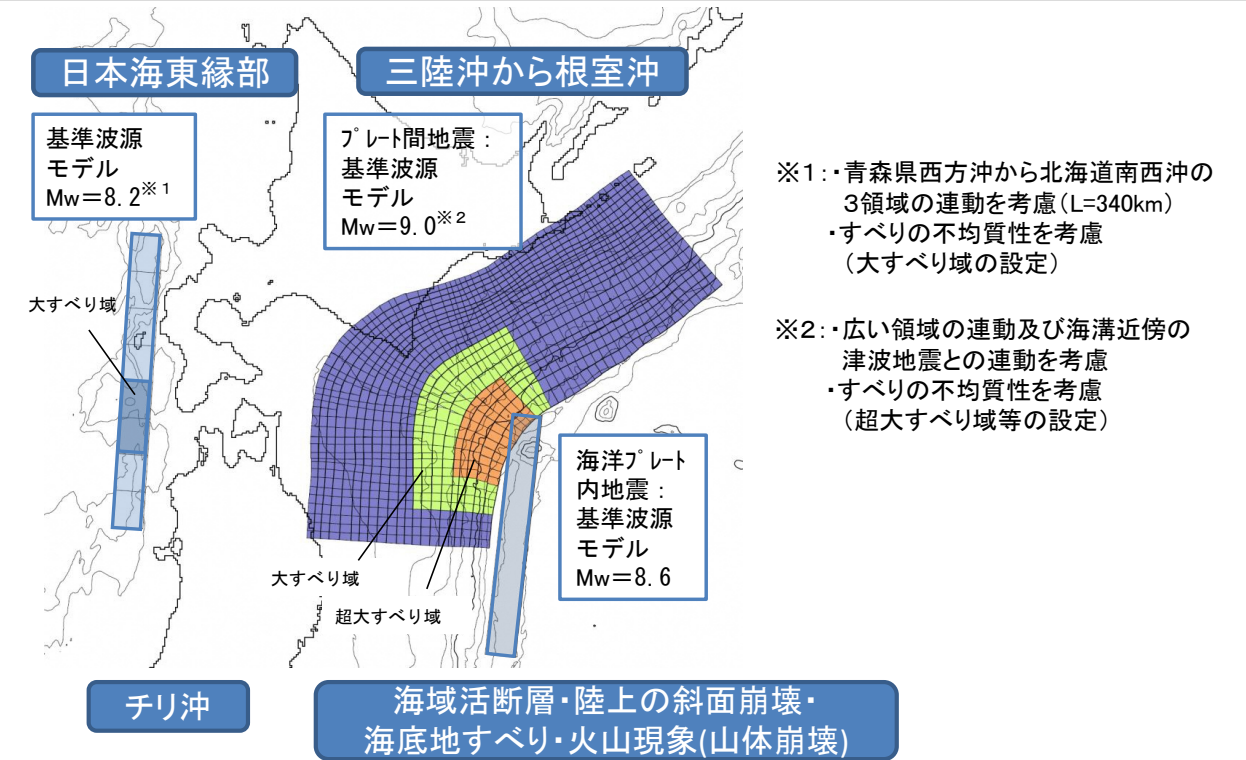 日本海東縁部
三陸沖から根室沖
基準波源
モデル
Mw=8.2※1
プレート間地震:
基準波源
モデル
Mw=9.0※2
大すべり域
海洋プレート
内地震:
基準波源
モデル
Mw=8.6
大すべり域
超大すべり域
チリ沖
海域活断層・陸上の斜面崩壊・
海底地すべり・火山現象(山体崩壊)
※1:・青森県西方沖から北海道南西沖の
3領域の連動を考慮(L=340km)
・すべりの不均質性を考慮
(大すべり域の設定)
※2:・広い領域の連動及び海溝近傍の
津波地震との連動を考慮
・すべりの不均質性を考慮
(超大すべり域等の設定)